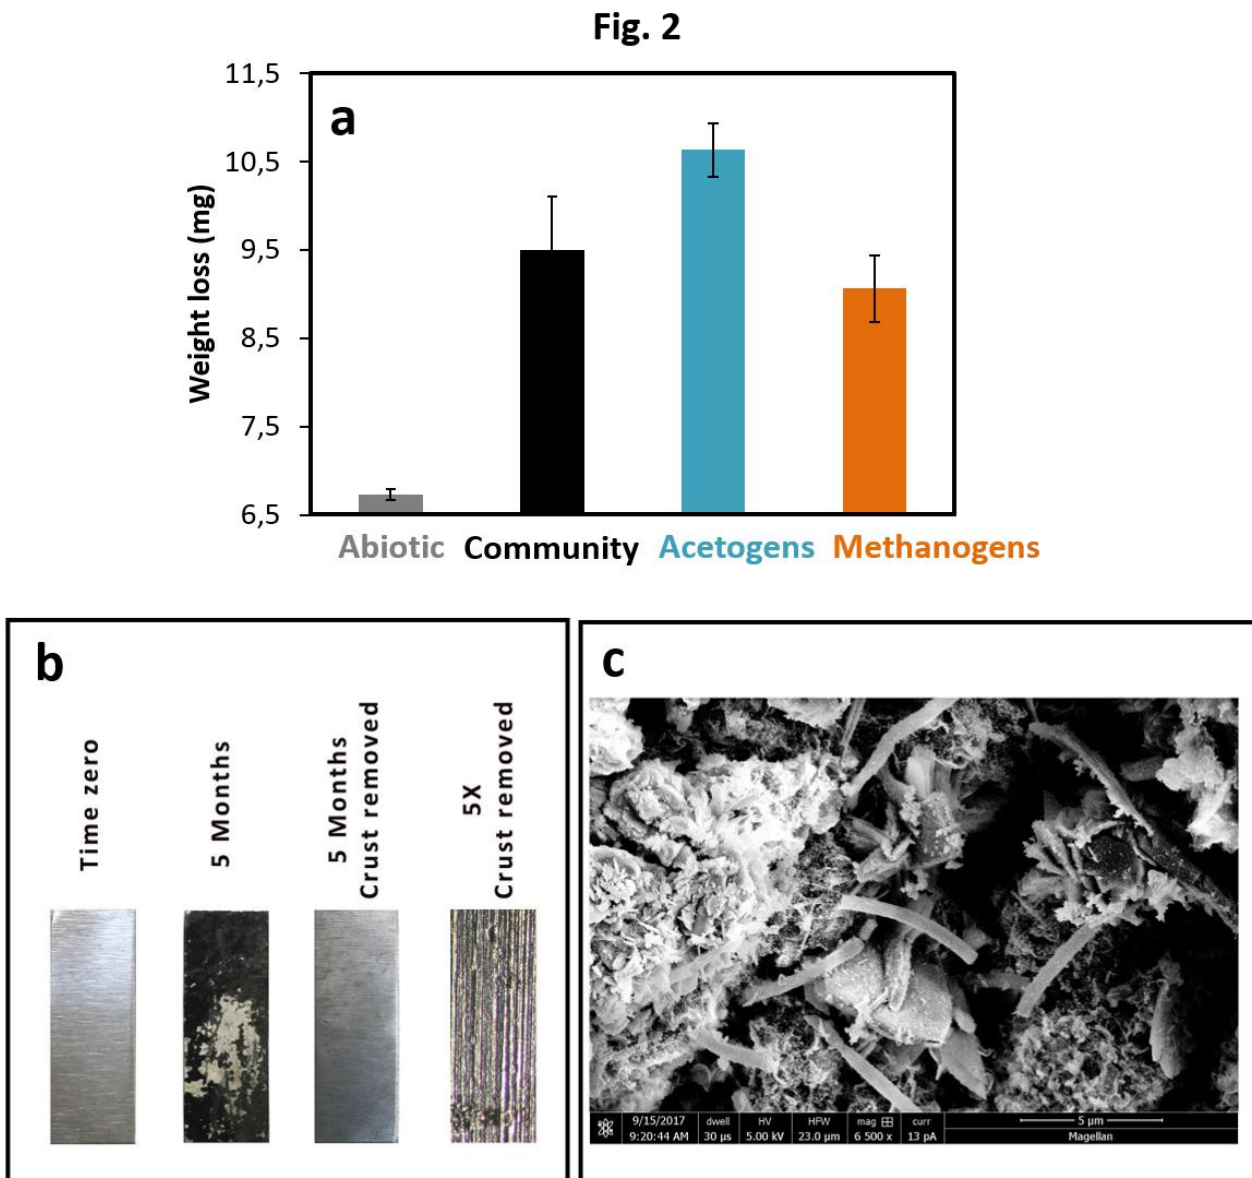 Fig. 2
a
Weight loss (mg)
11,5
10,5
9,5
8,5
7,5
6,5
Abiotic Community Acetogens Methanogens
b
Time zero
5 Months
5 Months
Crust removed
5X
Crust removed
c
9/15/2017 dwell HV HFW mag curr 5 µm
9:20:44 AM 30 µs 5.00 kV 23.0 µm 6 500 x 13 pA Magellan